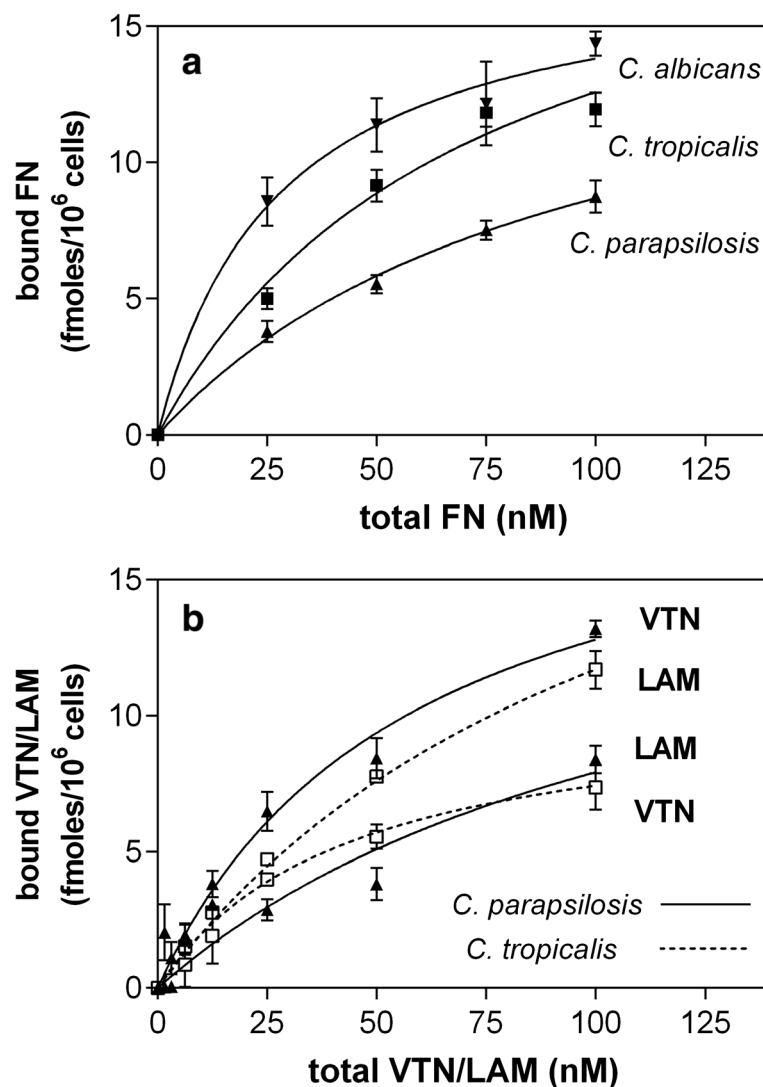 a
15
10
5
0
bound FN
(fmoles/10⁶ cells)
C. albicans
C. tropicalis
C. parapsilosis
0 25 50 75 100 125
total FN (nM)
b
15
10
5
0
bound VTN/LAM
(fmoles/10⁶ cells)
VTN
LAM
LAM
VTN
C. parapsilosis
C. tropicalis
0 25 50 75 100 125
total VTN/LAM (nM)